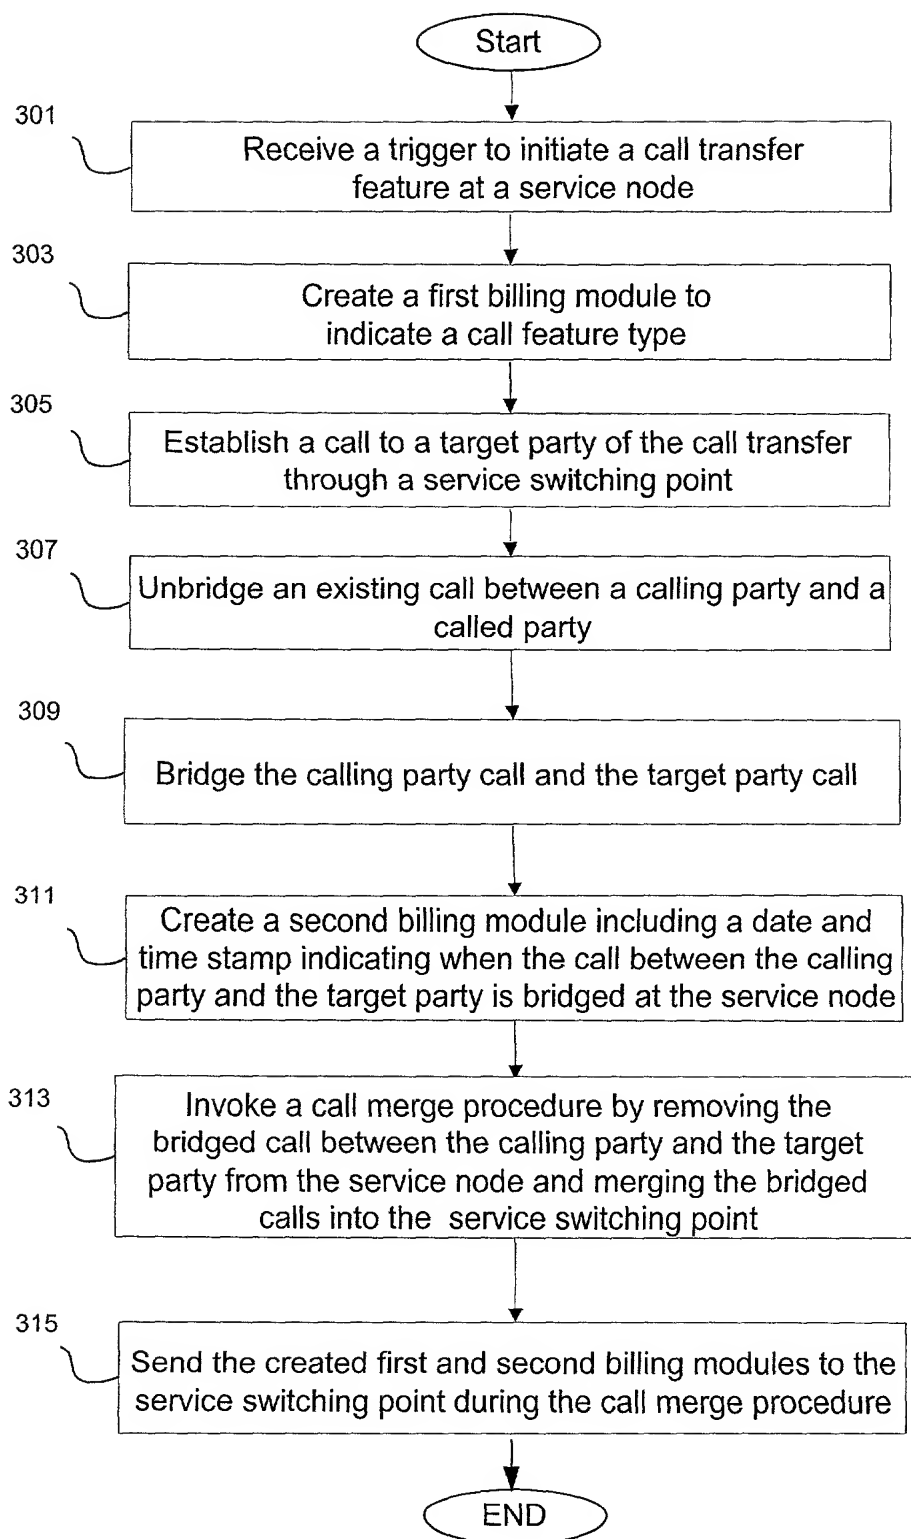 Start
301
Receive a trigger to initiate a call transfer
feature at a service node
303
Create a first billing module to
indicate a call feature type
305
Establish a call to a target party of the call transfer
through a service switching point
307
Unbridge an existing call between a calling party and a
called party
309
Bridge the calling party call and the target party call
311
Create a second billing module including a date and
time stamp indicating when the call between the calling
party and the target party is bridged at the service node
313
Invoke a call merge procedure by removing the
bridged call between the calling party and the target
party from the service node and merging the bridged
calls into the service switching point
315
Send the created first and second billing modules to the
service switching point during the call merge procedure
END